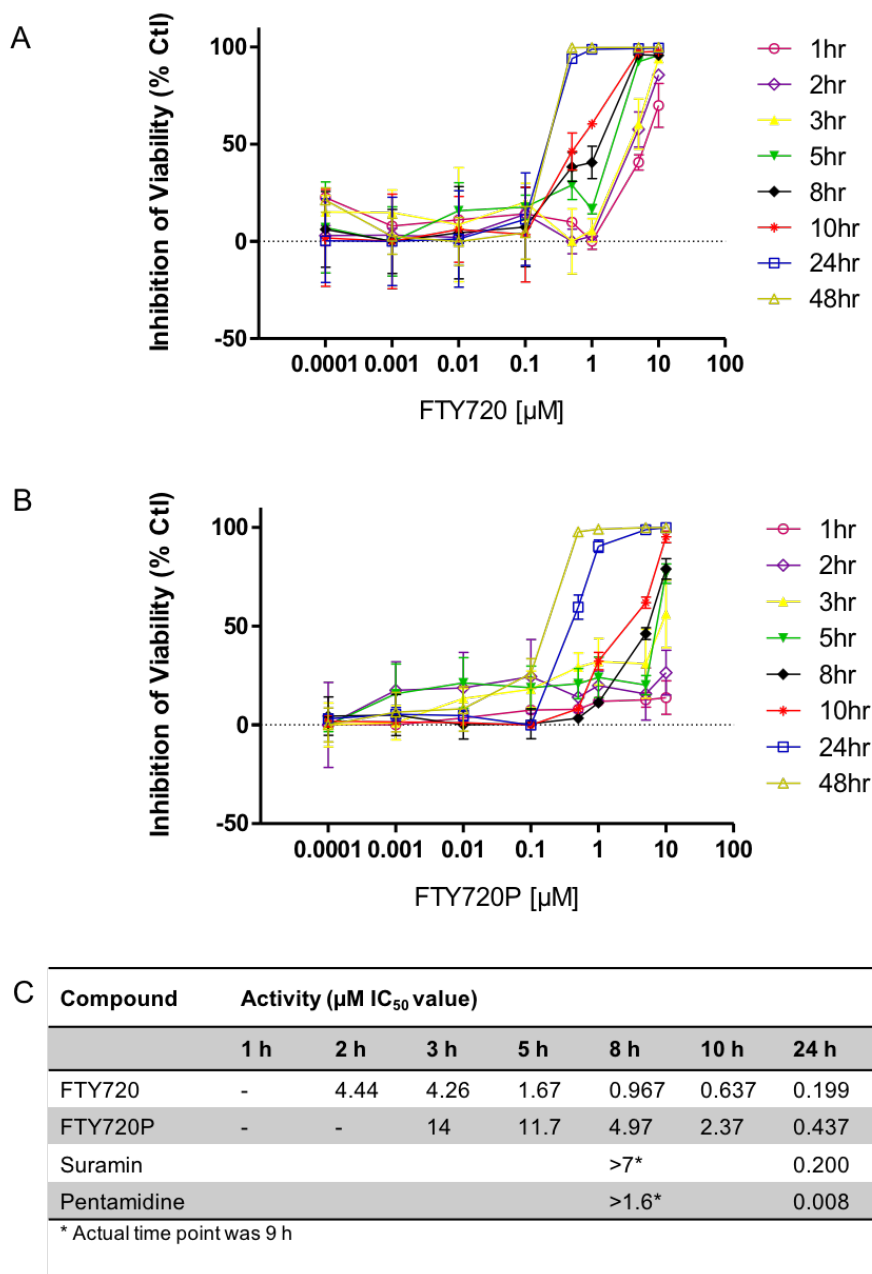 A
Inhibition of Viability (% Ctl)
100
50
0
-50
0.0001 0.001 0.01 0.1 1 10 100
FTY720 [µM]
1hr
2hr
3hr
5hr
8hr
10hr
24hr
48hr
B
Inhibition of Viability (% Ctl)
100
50
0
-50
0.0001 0.001 0.01 0.1 1 10 100
FTY720P [µM]
1hr
2hr
3hr
5hr
8hr
10hr
24hr
48hr
C
Compound Activity (µM IC50 value)
1 h 2 h 3 h 5 h 8 h 10 h 24 h
FTY720 - 4.44 4.26 1.67 0.967 0.637 0.199
FTY720P - - 14 11.7 4.97 2.37 0.437
Suramin >7* 0.200
Pentamidine >1.6* 0.008
* Actual time point was 9 h